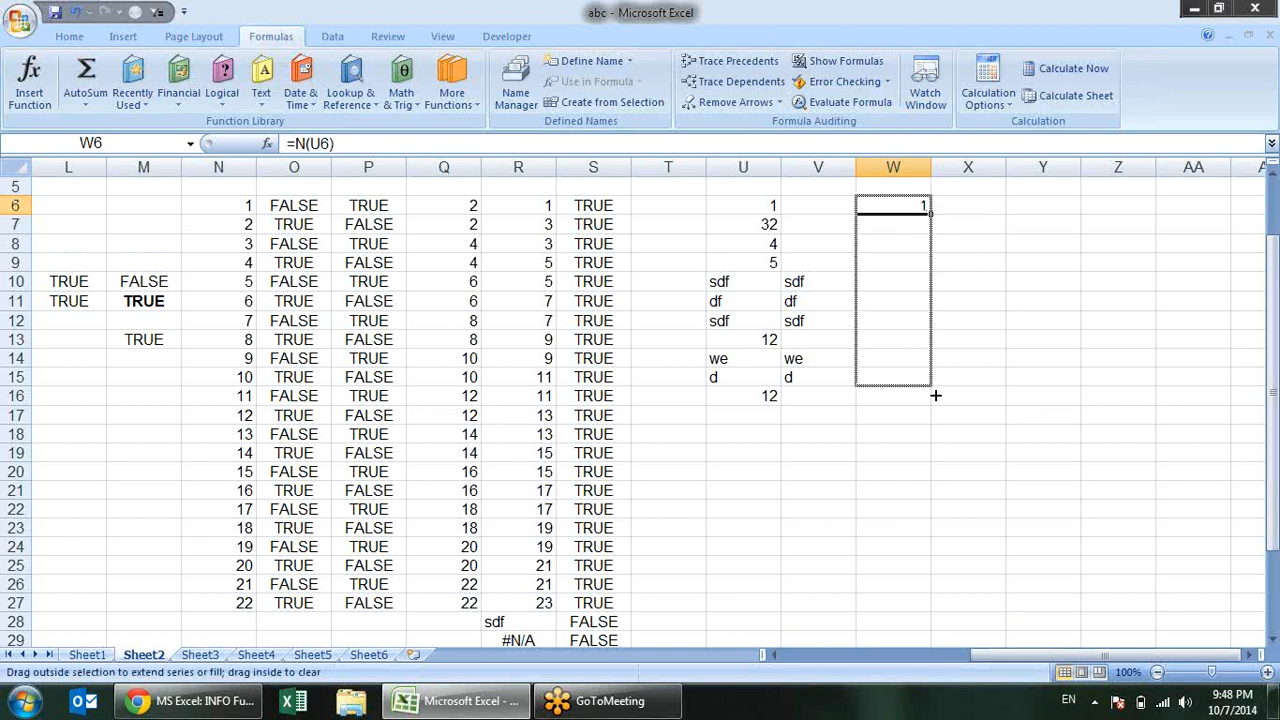 abc - Microsoft Excel
Home Insert Page Layout Formulas Data Review View Developer
Insert Function
AutoSum
Recently Used
Financial
Logical
Text
Date & Time
Lookup & Reference
Math & Trig
More Functions
Function Library
Name Manager
Define Name
Use in Formula
Create from Selection
Defined Names
Trace Precedents
Trace Dependents
Remove Arrows
Show Formulas
Error Checking
Evaluate Formula
Formula Auditing
Watch Window
Calculation Options
Calculate Now
Calculate Sheet
Calculation
W6 fx =N(U6)
L M N O P Q R S T U V W X Y Z AA
5
6 1 FALSE TRUE 2 1 TRUE 1 1
7 2 TRUE FALSE 2 3 TRUE 32
8 3 FALSE TRUE 4 3 TRUE 4
9 4 TRUE FALSE 4 5 TRUE 5
10 TRUE FALSE 5 FALSE TRUE 6 5 TRUE sdf sdf
11 TRUE TRUE 6 TRUE FALSE 6 7 TRUE df df
12 7 FALSE TRUE 8 7 TRUE sdf sdf
13 TRUE 8 TRUE FALSE 8 9 TRUE 12
14 9 FALSE TRUE 10 9 TRUE we we
15 10 TRUE FALSE 10 11 TRUE d d
16 11 FALSE TRUE 12 11 TRUE 12
17 12 TRUE FALSE 12 13 TRUE
18 13 FALSE TRUE 14 13 TRUE
19 14 TRUE FALSE 14 15 TRUE
20 15 FALSE TRUE 16 15 TRUE
21 16 TRUE FALSE 16 17 TRUE
22 17 FALSE TRUE 18 17 TRUE
23 18 TRUE FALSE 18 19 TRUE
24 19 FALSE TRUE 20 19 TRUE
25 20 TRUE FALSE 20 21 TRUE
26 21 FALSE TRUE 22 21 TRUE
27 22 TRUE FALSE 22 23 TRUE
28 sdf FALSE
29 #N/A FALSE
Sheet1 Sheet2 Sheet3 Sheet4 Sheet5 Sheet6
Drag outside selection to extend series or fill; drag inside to clear
100%
MS Excel: INFO Fu...
Microsoft Excel - ...
GoToMeeting
EN
9:48 PM
10/7/2014